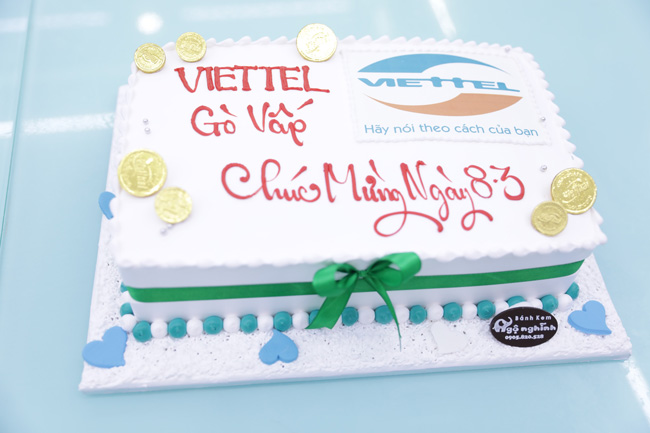 VIETTEL
Gò Vấp
VIETTEL
Hãy nói theo cách của bạn
Chúc Mừng Ngày 8.3
Bánh Kem
Ngộ nghĩnh